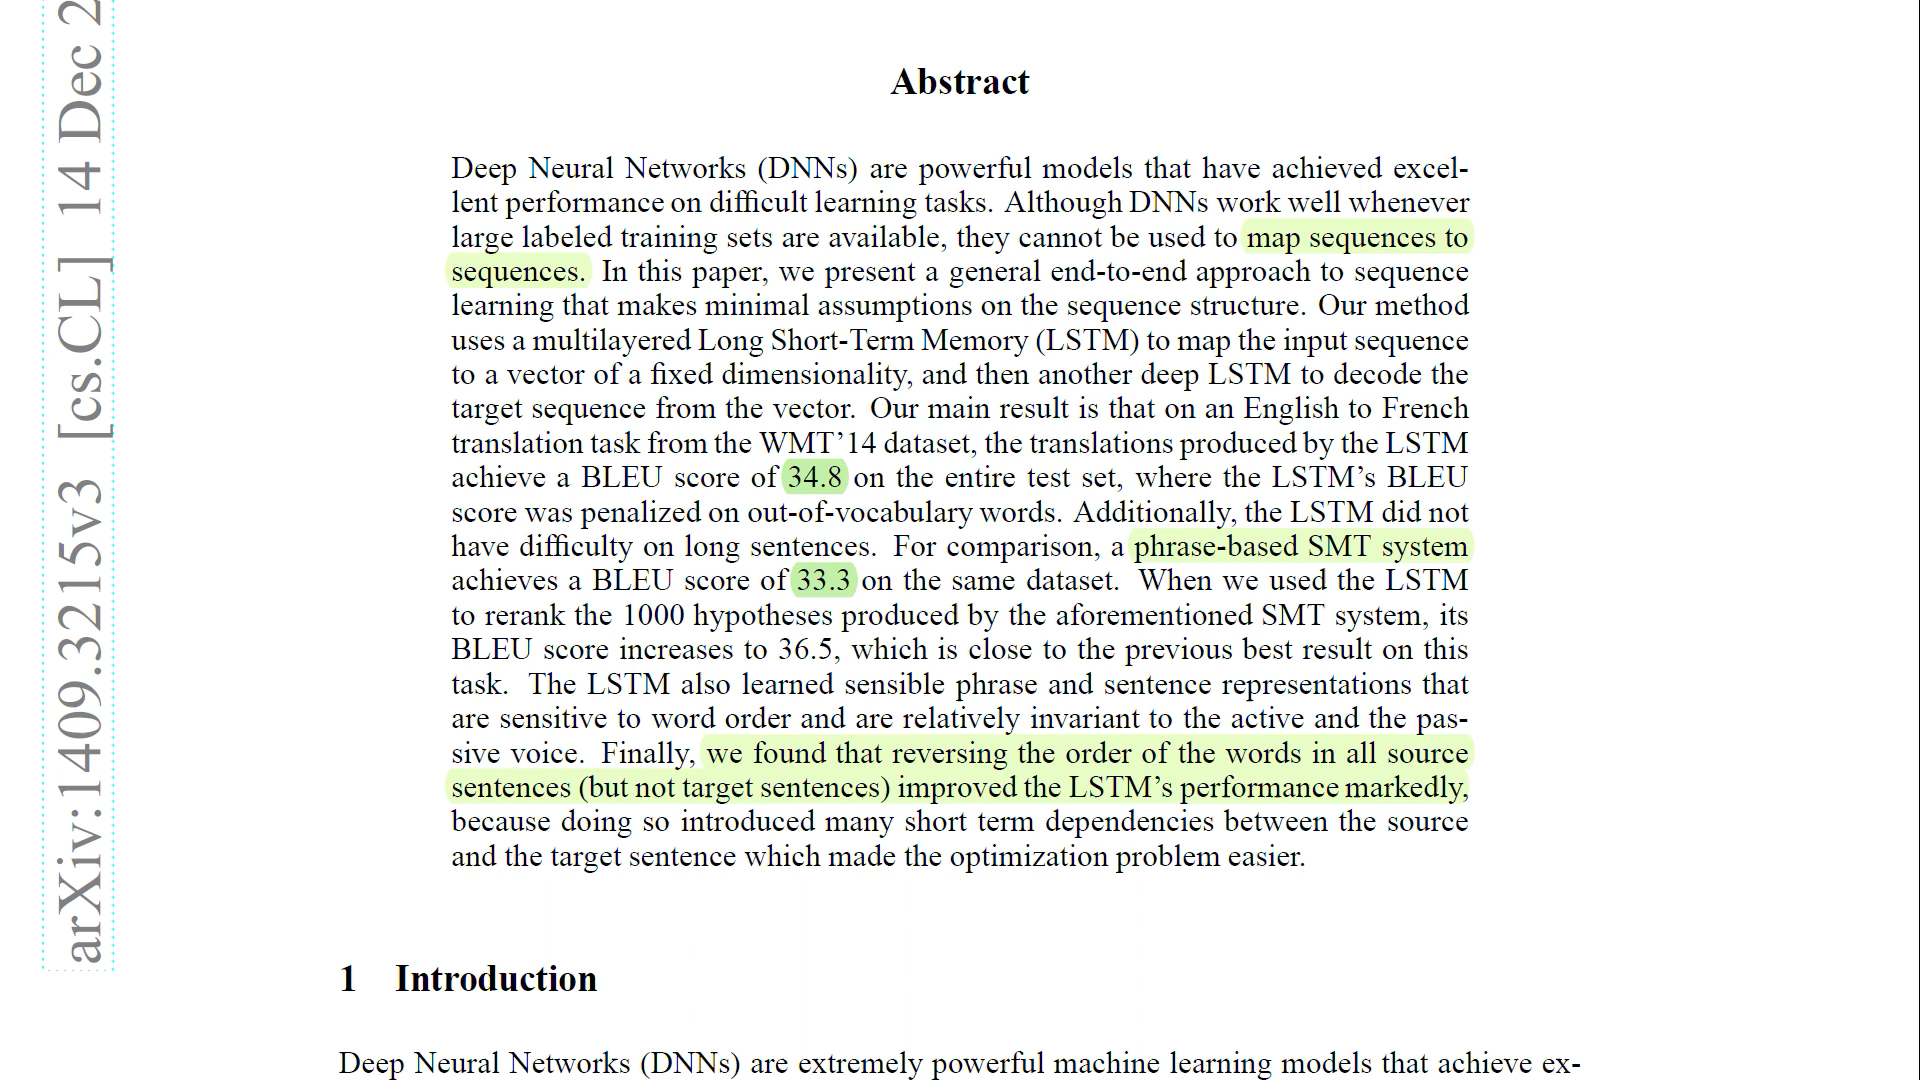 arXiv:1409.3215v3 [cs.CL] 14 Dec 2
Abstract
Deep Neural Networks (DNNs) are powerful models that have achieved excel-
lent performance on difficult learning tasks. Although DNNs work well whenever
large labeled training sets are available, they cannot be used to map sequences to
sequences. In this paper, we present a general end-to-end approach to sequence
learning that makes minimal assumptions on the sequence structure. Our method
uses a multilayered Long Short-Term Memory (LSTM) to map the input sequence
to a vector of a fixed dimensionality, and then another deep LSTM to decode the
target sequence from the vector. Our main result is that on an English to French
translation task from the WMT’14 dataset, the translations produced by the LSTM
achieve a BLEU score of 34.8 on the entire test set, where the LSTM’s BLEU
score was penalized on out-of-vocabulary words. Additionally, the LSTM did not
have difficulty on long sentences. For comparison, a phrase-based SMT system
achieves a BLEU score of 33.3 on the same dataset. When we used the LSTM
to rerank the 1000 hypotheses produced by the aforementioned SMT system, its
BLEU score increases to 36.5, which is close to the previous best result on this
task. The LSTM also learned sensible phrase and sentence representations that
are sensitive to word order and are relatively invariant to the active and the pas-
sive voice. Finally, we found that reversing the order of the words in all source
sentences (but not target sentences) improved the LSTM’s performance markedly,
because doing so introduced many short term dependencies between the source
and the target sentence which made the optimization problem easier.
1 Introduction
Deep Neural Networks (DNNs) are extremely powerful machine learning models that achieve ex-